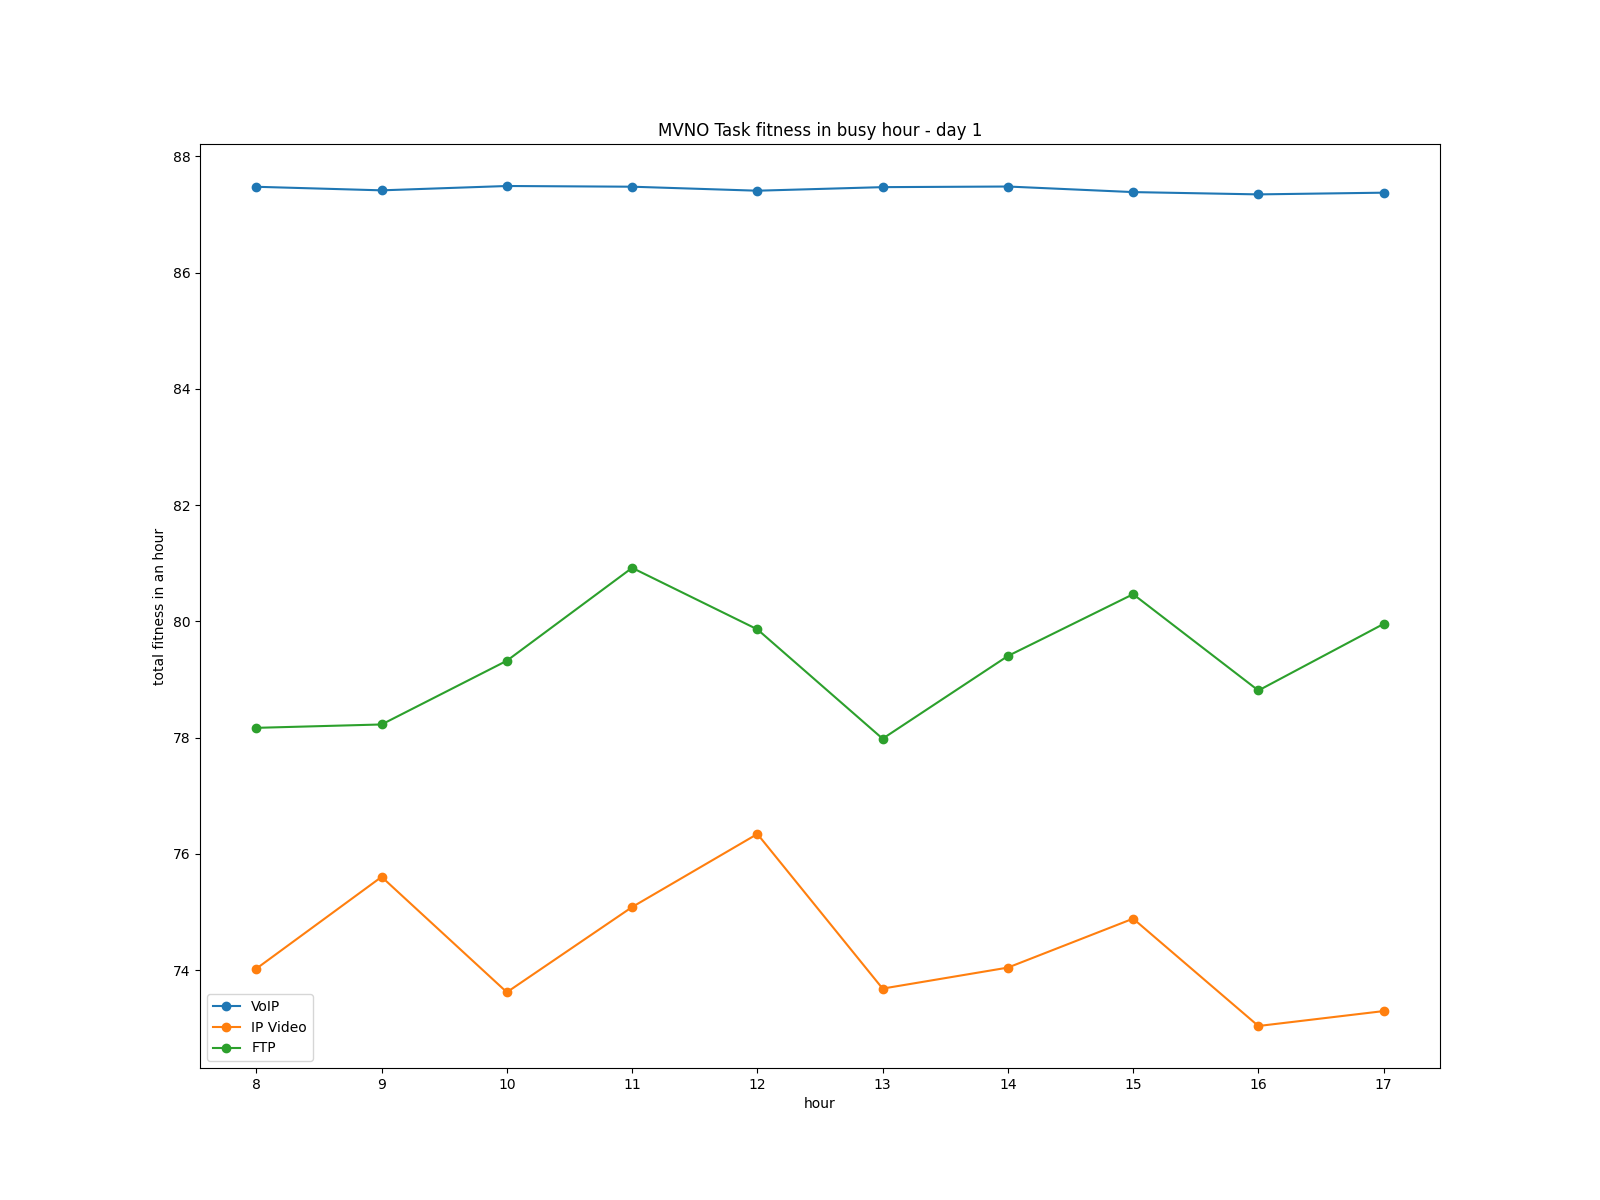 MVNO Task fitness in busy hour - day 1
88
86
84
82
80
78
76
74
total fitness in an hour
VoIP
IP Video
FTP
8 9 10 11 12 13 14 15 16 17
hour